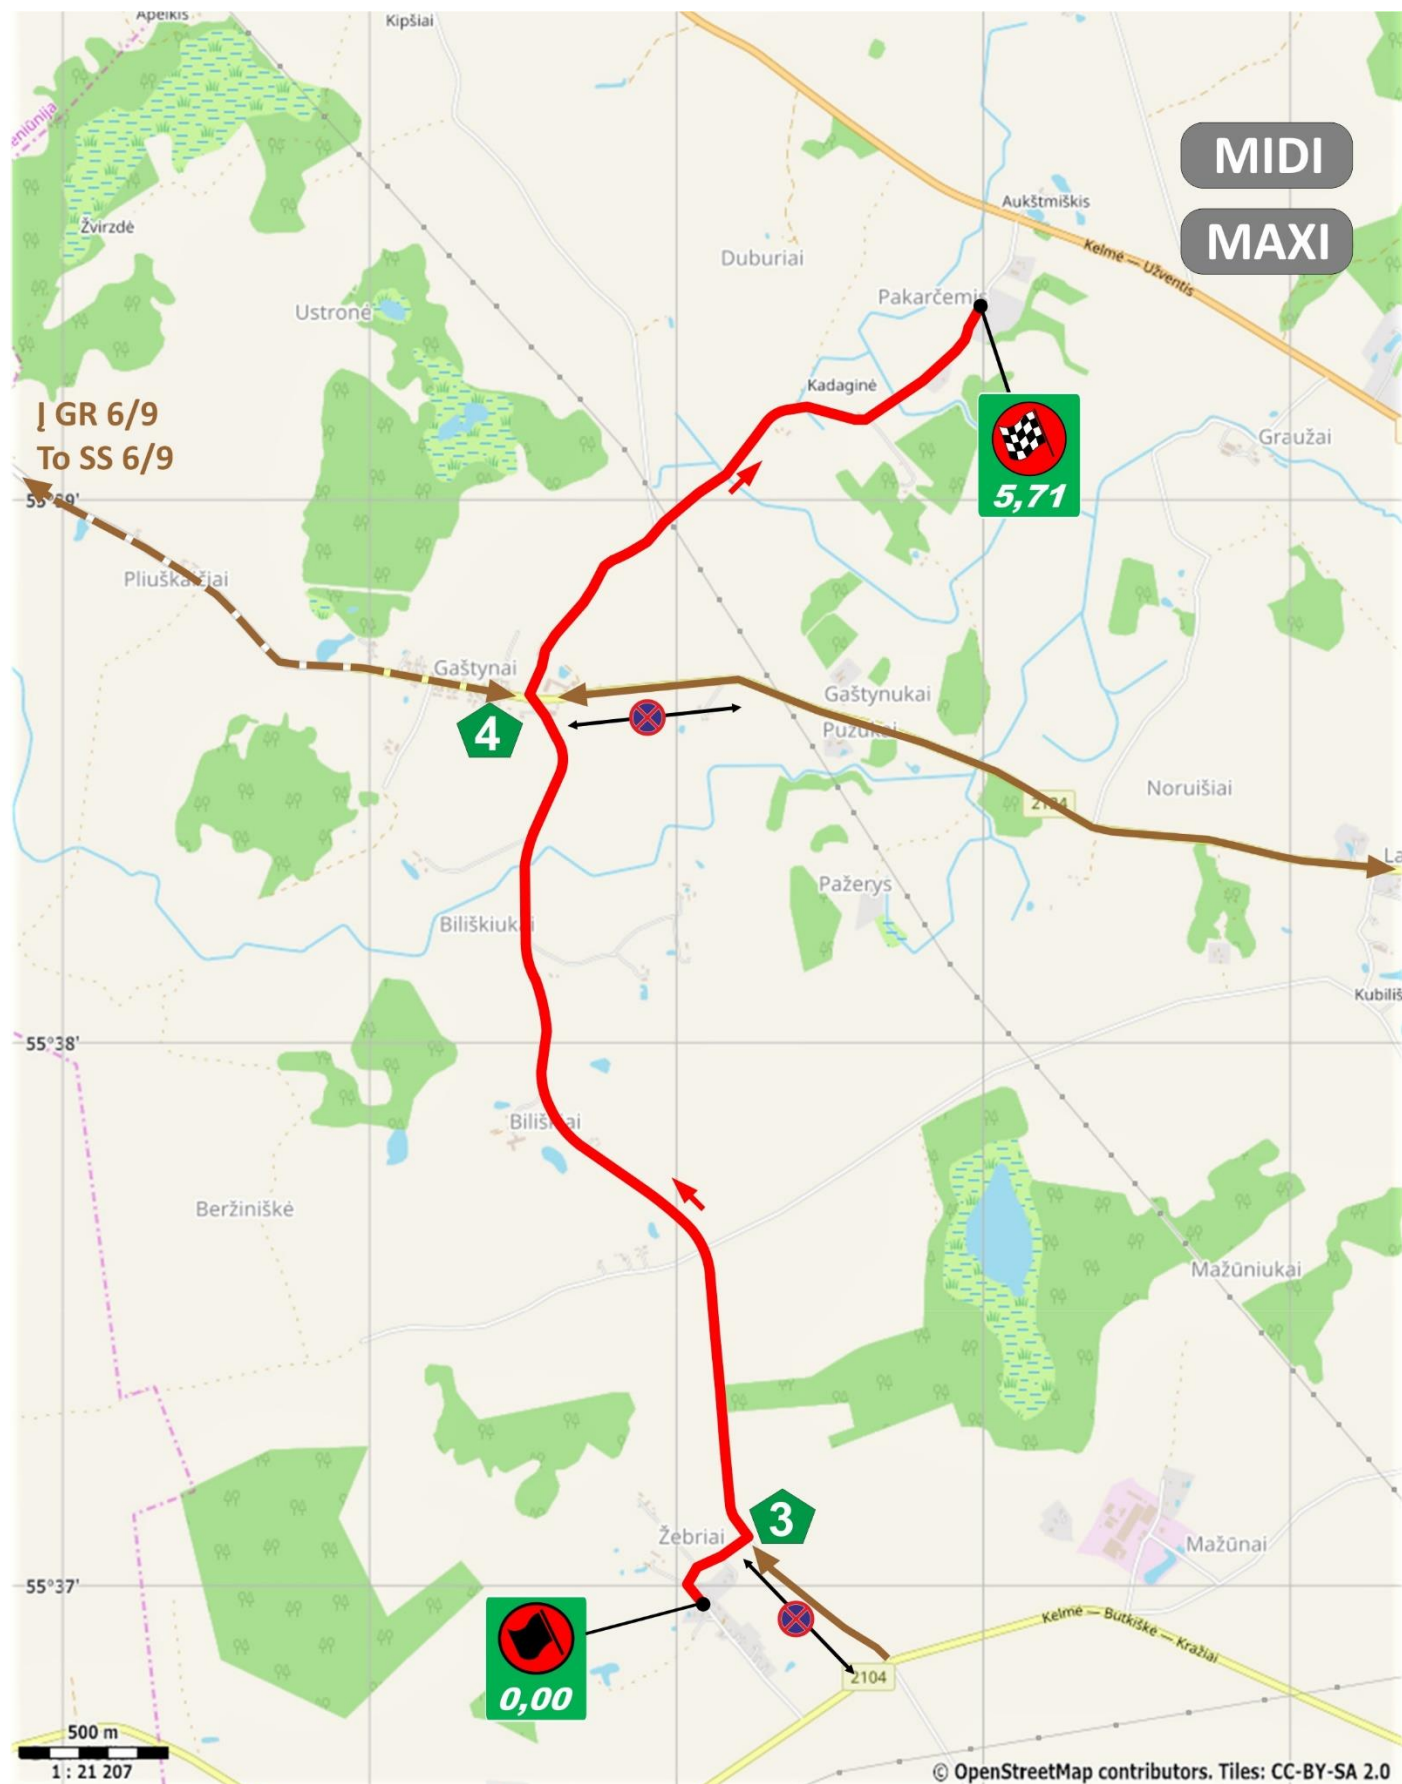 Apeikis
Kipšiai
eniūnija
MIDI
Aukštmiškis
MAXI
Žvirzdė
Duburiai
Kelmė — Užventis
Pakarčemis
Ustronė
Kadaginė
Į GR 6/9
To SS 6/9
Graužai
5,71
Pliuškaičiai
Gaštynai
Gaštynukai
4
Puzukai
Noruišiai
Pažerys
Biliškiukai
Kubiliš
55°38'
Biliškiai
Beržiniškė
Mažūniukai
3
Žebriai
Mažūnai
55°37'
Kelmė — Butkiškė — Kražiai
2104
0,00
500 m
1 : 21 207
© OpenStreetMap contributors. Tiles: CC-BY-SA 2.0